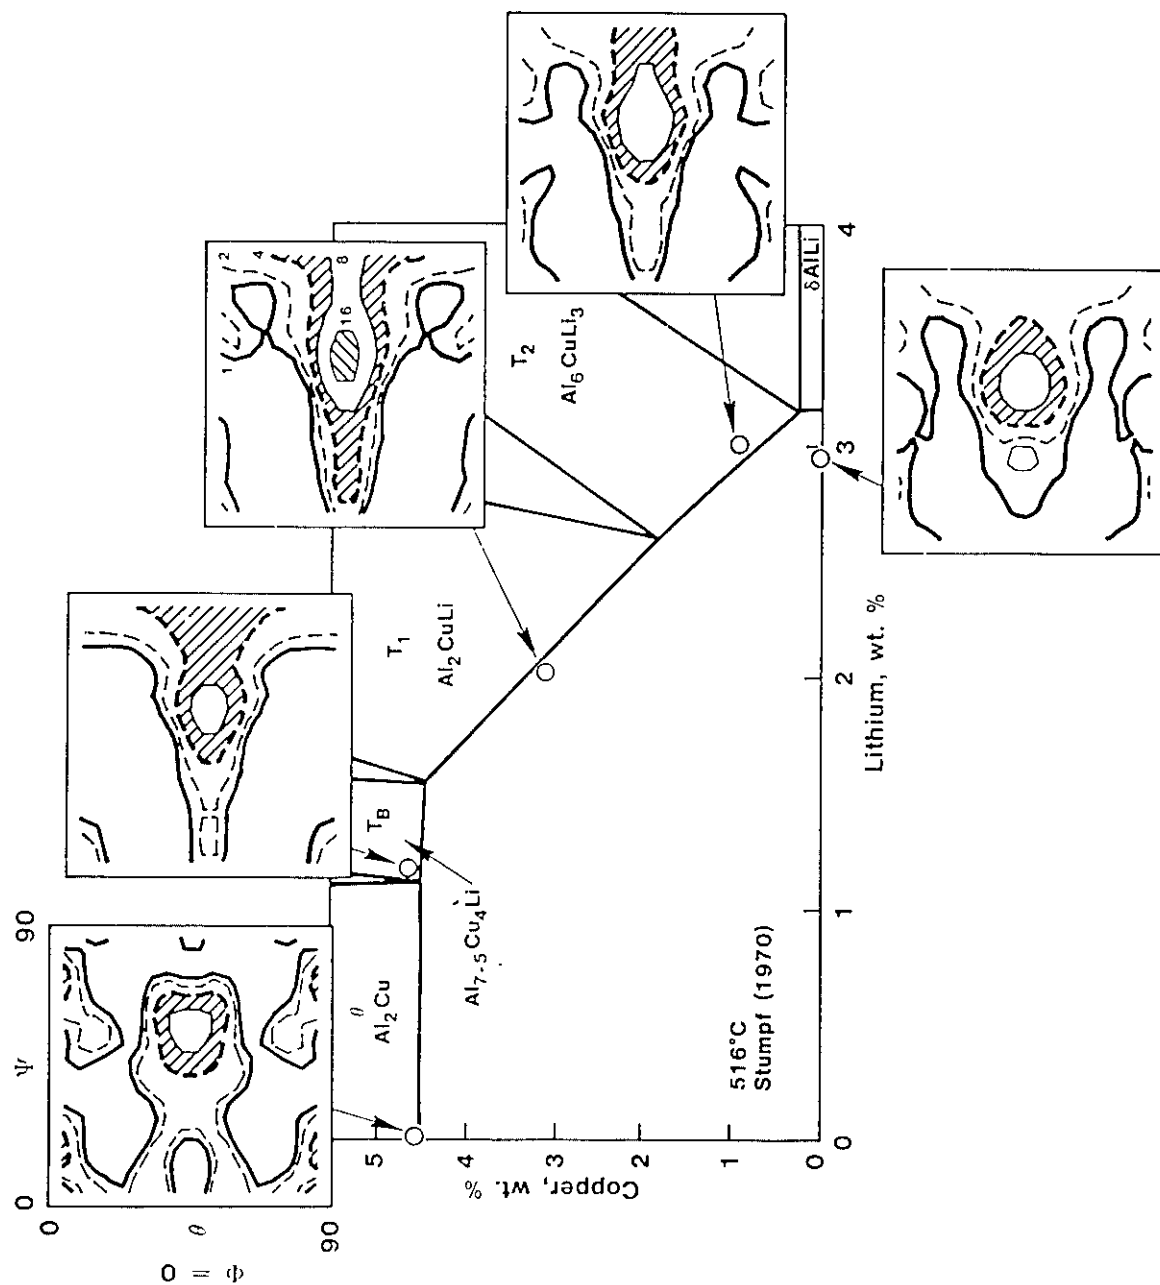 0
Ψ
90
Φ = 0
0
θ
90
1
2
4
8
16
5
4
3
2
1
0
Copper, wt. %
0
1
2
3
4
Lithium, wt. %
θ
Al₂Cu
T_B
Al₇₋₅Cu₄Li
T₁
Al₂CuLi
T₂
Al₆CuLi₃
δAlLi
516°C
Stumpf (1970)